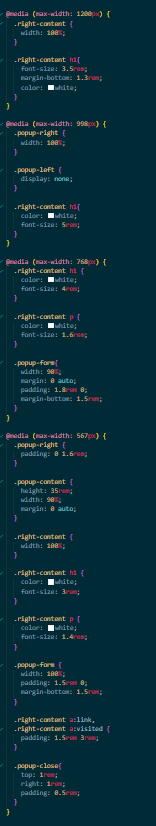 @media (max-width: 1200px) {
.right-content {
width: 100%;
}
.right-content h1{
font-size: 3.5rem;
margin-bottom: 1.3rem;
color: white;
}
}
@media (max-width: 998px) {
.popup-right {
width: 100%;
}
.popup-left {
display: none;
}
.right-content h1{
color: white;
font-size: 5rem;
}
}
@media (max-width: 768px) {
.right-content h1 {
color: white;
font-size: 4rem;
}
.right-content p {
color: white;
font-size: 1.6rem;
}
.popup-form{
width: 90%;
margin: 0 auto;
padding: 1.8rem 0;
margin-bottom: 1.5rem;
}
}
@media (max-width: 567px) {
.popup-right {
padding: 0 1.6rem;
}
.popup-content {
height: 35rem;
width: 90%;
margin: 0 auto;
}
.right-content {
width: 100%;
}
.right-content h1 {
color: white;
font-size: 3rem;
}
.right-content p {
color: white;
font-size: 1.4rem;
}
.popup-form {
width: 100%;
padding: 1.5rem 0;
margin-bottom: 1.5rem;
}
.right-content a:link,
.right-content a:visited {
padding: 1.5rem 3rem;
}
.popup-close{
top: 1rem;
right: 1rem;
padding: 0.5rem;
}
}